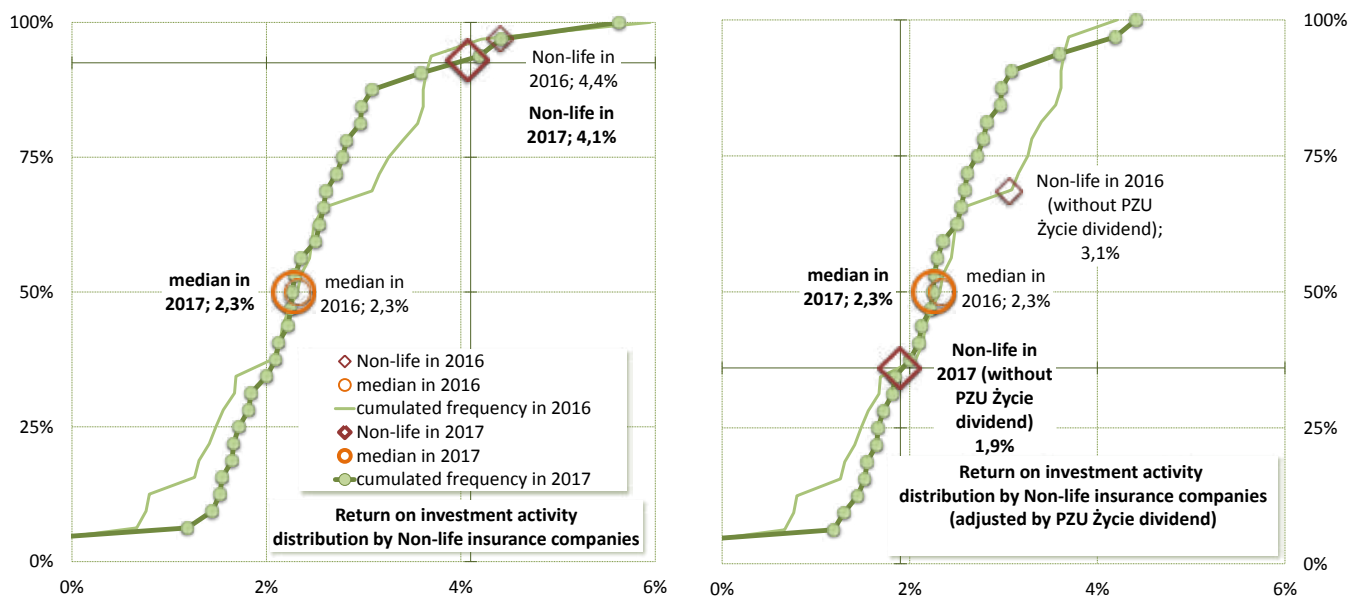 100%
75%
50%
25%
0%
0%
2%
4%
6%
Non-life in
2016; 4,4%
Non-life in
2017; 4,1%
median in
2017; 2,3%
median in
2016; 2,3%
Non-life in 2016
median in 2016
cumulated frequency in 2016
Non-life in 2017
median in 2017
cumulated frequency in 2017
Return on investment activity
distribution by Non-life insurance companies
100%
75%
50%
25%
0%
0%
2%
4%
6%
Non-life in 2016
(without PZU
Życie dividend);
3,1%
median in
2017; 2,3%
median in
2016; 2,3%
Non-life in
2017 (without
PZU Życie
dividend)
1,9%
Return on investment activity
distribution by Non-life insurance companies
(adjusted by PZU Życie dividend)